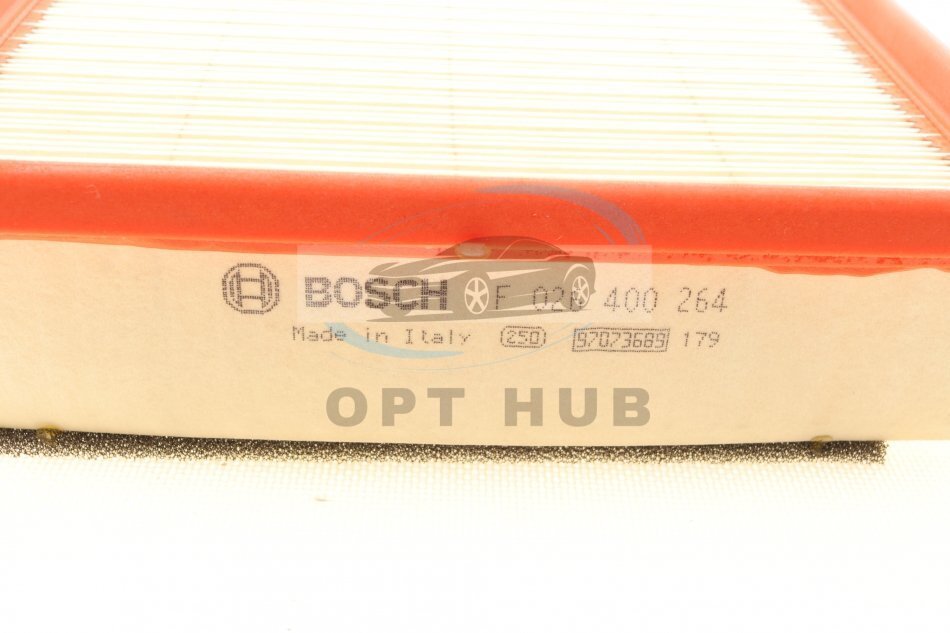 BOSCH F 026 400 264
Made in Italy 250 97073689 179
OPT HUB